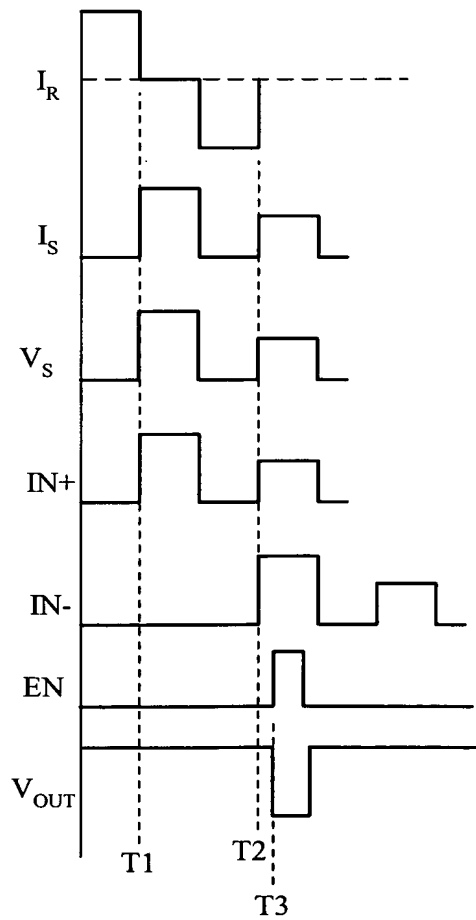 I_R
I_S
V_S
IN+
IN-
EN
V_OUT
T1
T2
T3